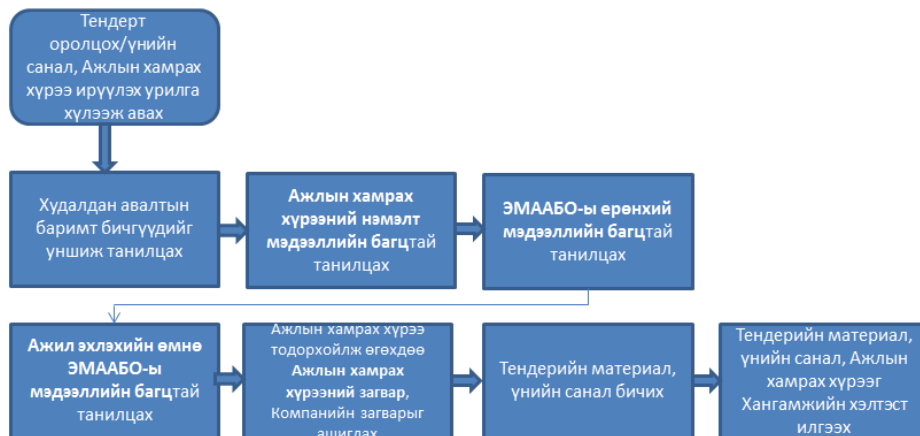 Тендерт
оролцох/үнийн
санал, Ажлын хамрах
хүрээ ирүүлэх урилга
хүлээж авах
Худалдан авалтын
баримт бичгүүдийг
уншиж танилцах
Ажлын хамрах
хүрээний нэмэлт
мэдээллийн багцтай
танилцах
ЭМААБО-ы ерөнхий
мэдээллийн багцтай
танилцах
Ажил эхлэхийн өмнө
ЭМААБО-ы
мэдээллийн багцтай
танилцах
Ажлын хамрах хүрээ
тодорхойлж өгөхдөө
Ажлын хамрах
хүрээний загвар,
Компанийн загварыг
ашиглах
Тендерийн материал,
үнийн санал бичих
Тендерийн материал,
үнийн санал, Ажлын
хамрах хүрээг
Хангамжийн хэлтэст
илгээх